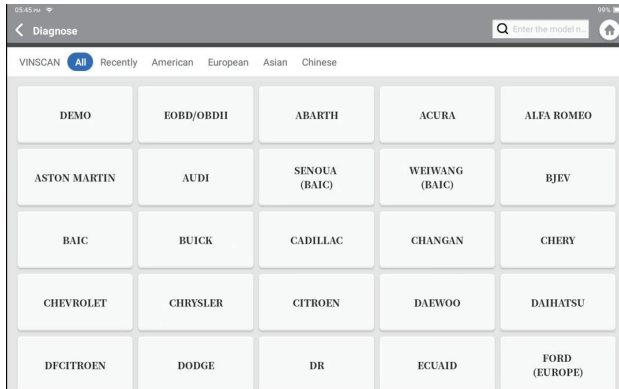 05:45 PM 99%
Diagnose Enter the model n...
VINSCAN All Recently American European Asian Chinese
DEMO EOBD/OBDII ABARTH ACURA ALFA ROMEO
ASTON MARTIN AUDI SENOUA (BAIC) WEIWANG (BAIC) BJEV
BAIC BUICK CADILLAC CHANGAN CHERY
CHEVROLET CHRYSLER CITROEN DAEWOO DAIHATSU
DFCITROEN DODGE DR ECUAID FORD (EUROPE)